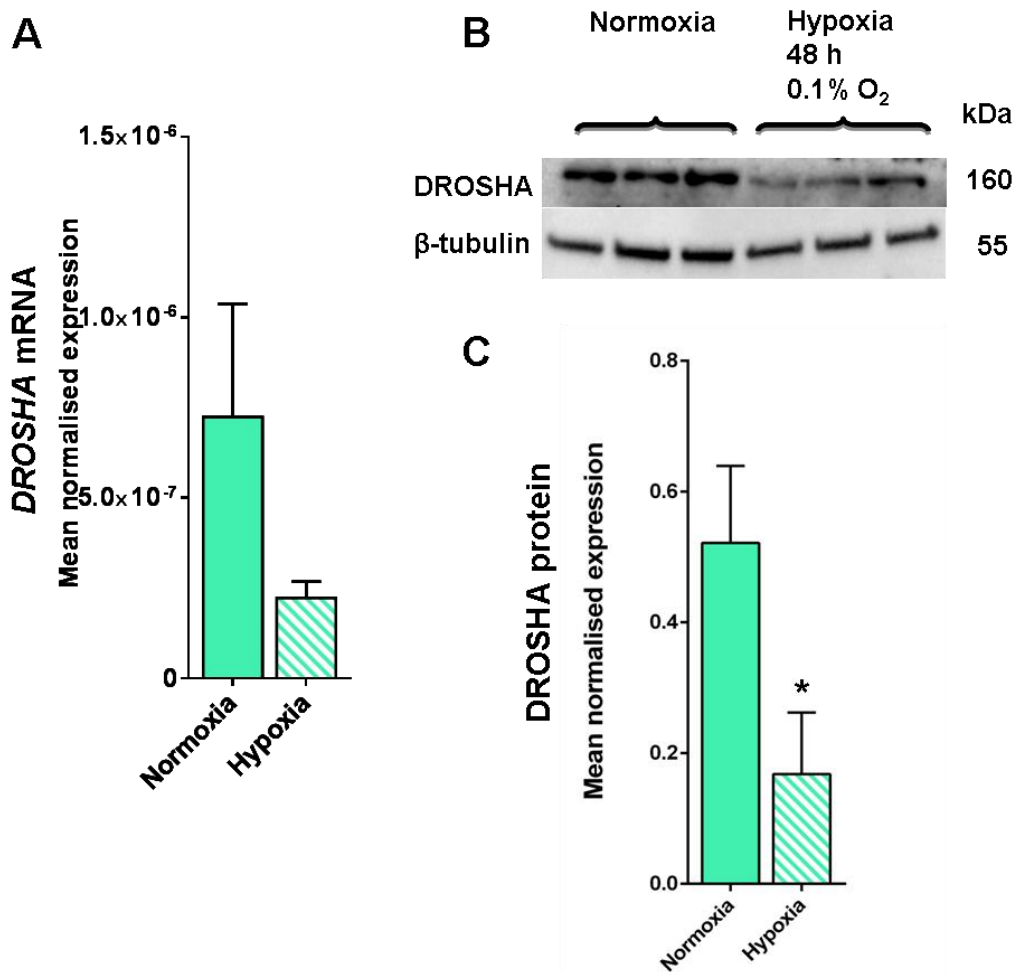 A
DROSHA mRNA
Mean normalised expression
1.5×10⁻⁶
1.0×10⁻⁶
5.0×10⁻⁷
0
Normoxia
Hypoxia
B
Normoxia
Hypoxia
48 h
0.1% O₂
kDa
DROSHA
160
β-tubulin
55
C
DROSHA protein
Mean normalised expression
0.8
0.6
0.4
0.2
0.0
*
Normoxia
Hypoxia